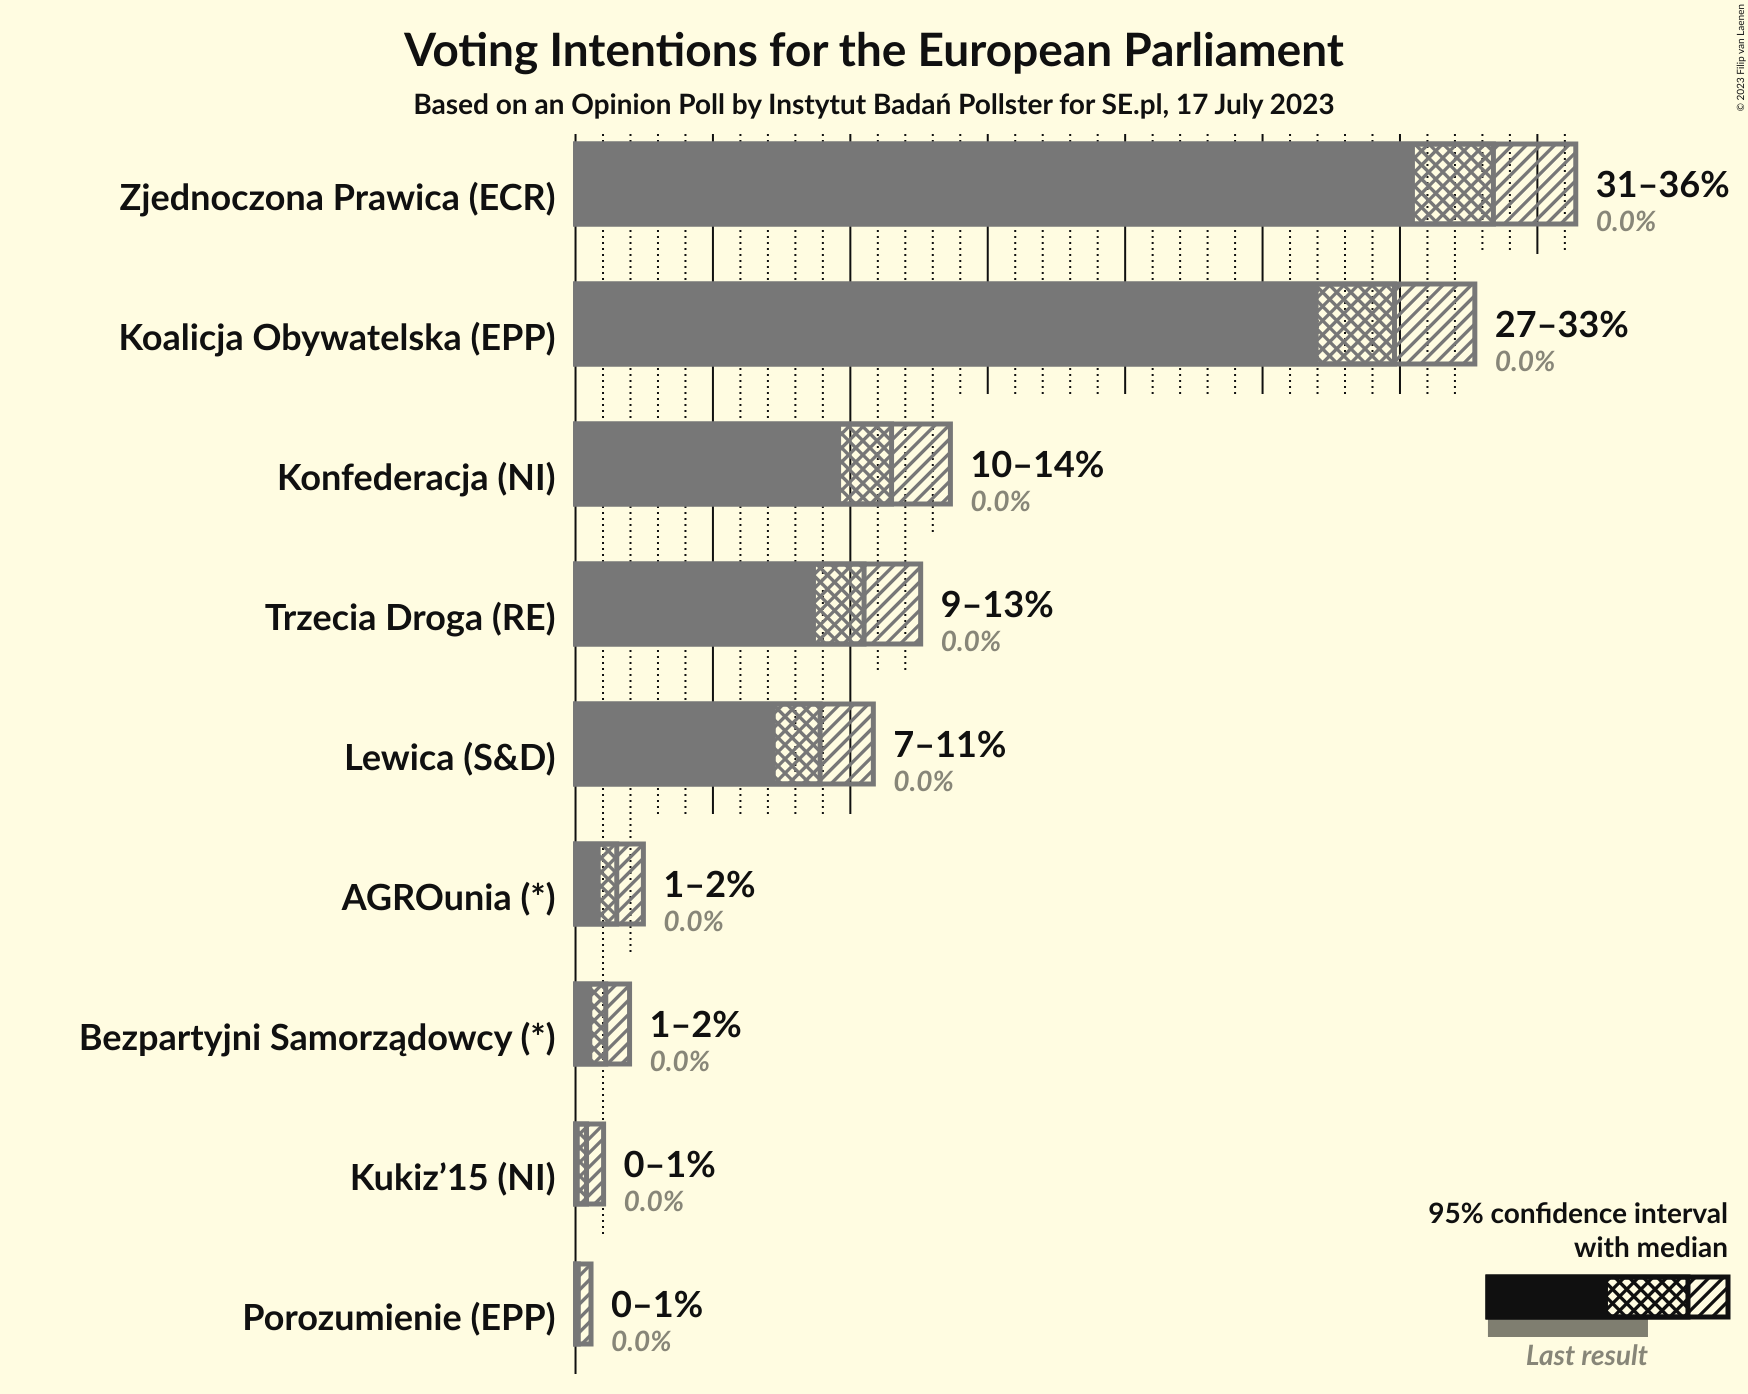 Voting Intentions for the European Parliament
Based on an Opinion Poll by Instytut Badań Pollster for SE.pl, 17 July 2023
© 2023 Filip van Laenen
Zjednoczona Prawica (ECR)
31–36%
0.0%
Koalicja Obywatelska (EPP)
27–33%
0.0%
Konfederacja (NI)
10–14%
0.0%
Trzecia Droga (RE)
9–13%
0.0%
Lewica (S&D)
7–11%
0.0%
AGROunia (*)
1–2%
0.0%
Bezpartyjni Samorządowcy (*)
1–2%
0.0%
Kukiz’15 (NI)
0–1%
0.0%
Porozumienie (EPP)
0–1%
0.0%
95% confidence interval
with median
Last result